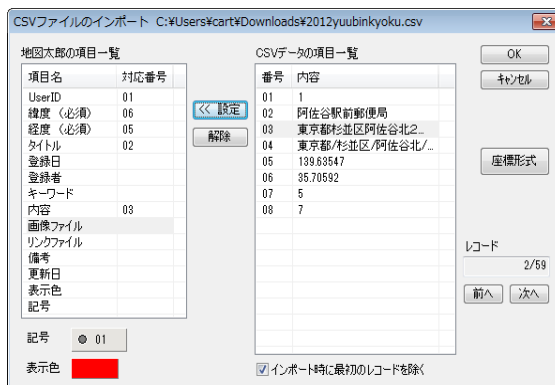 CSVファイルのインポート C:¥Users¥cart¥Downloads¥2012yuubinkyoku.csv
地図太郎の項目一覧
項目名 対応番号
UserID 01
緯度（必須） 06
経度（必須） 05
タイトル 02
登録日
登録者
キーワード
内容 03
画像ファイル
リンクファイル
備考
更新日
表示色
記号
記号 01
表示色
<< 設定
解除
CSVデータの項目一覧
番号 内容
01 1
02 阿佐谷駅前郵便局
03 東京都杉並区阿佐谷北2...
04 東京都/杉並区/阿佐谷北/...
05 139.63547
06 35.70592
07 5
08 7
インポート時に最初のレコードを除く
OK
キャンセル
座標形式
レコード
2/59
前へ 次へ